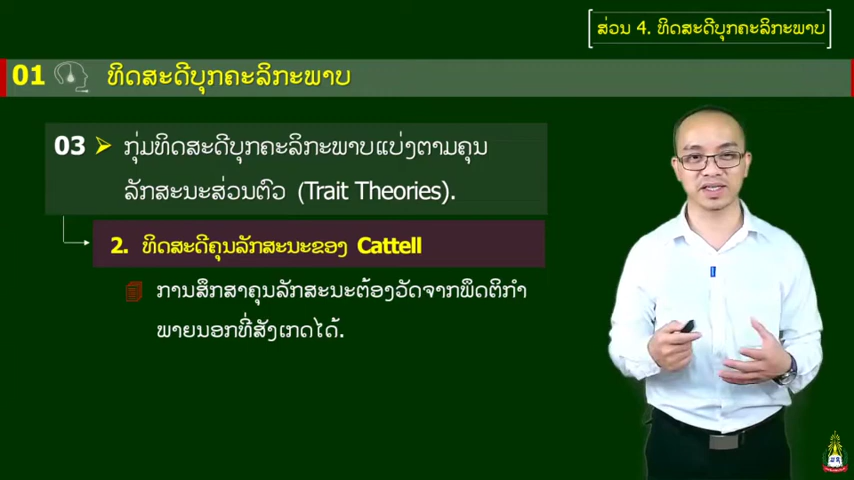 ສ່ວນ 4. ທິດສະດີບຸກຄະລິກະພາບ
01 ທິດສະດີບຸກຄະລິກະພາບ
03 ກຸ່ມທິດສະດີບຸກຄະລິກະພາບແບ່ງຕາມຄຸນ
ລັກສະນະສ່ວນຕົວ (Trait Theories).
2. ທິດສະດີຄຸນລັກສະນະຂອງ Cattell
ການສຶກສາຄຸນລັກສະນະຕ້ອງວັດຈາກພຶດຕິກຳ
ພາຍນອກທີ່ສັງເກດໄດ້.